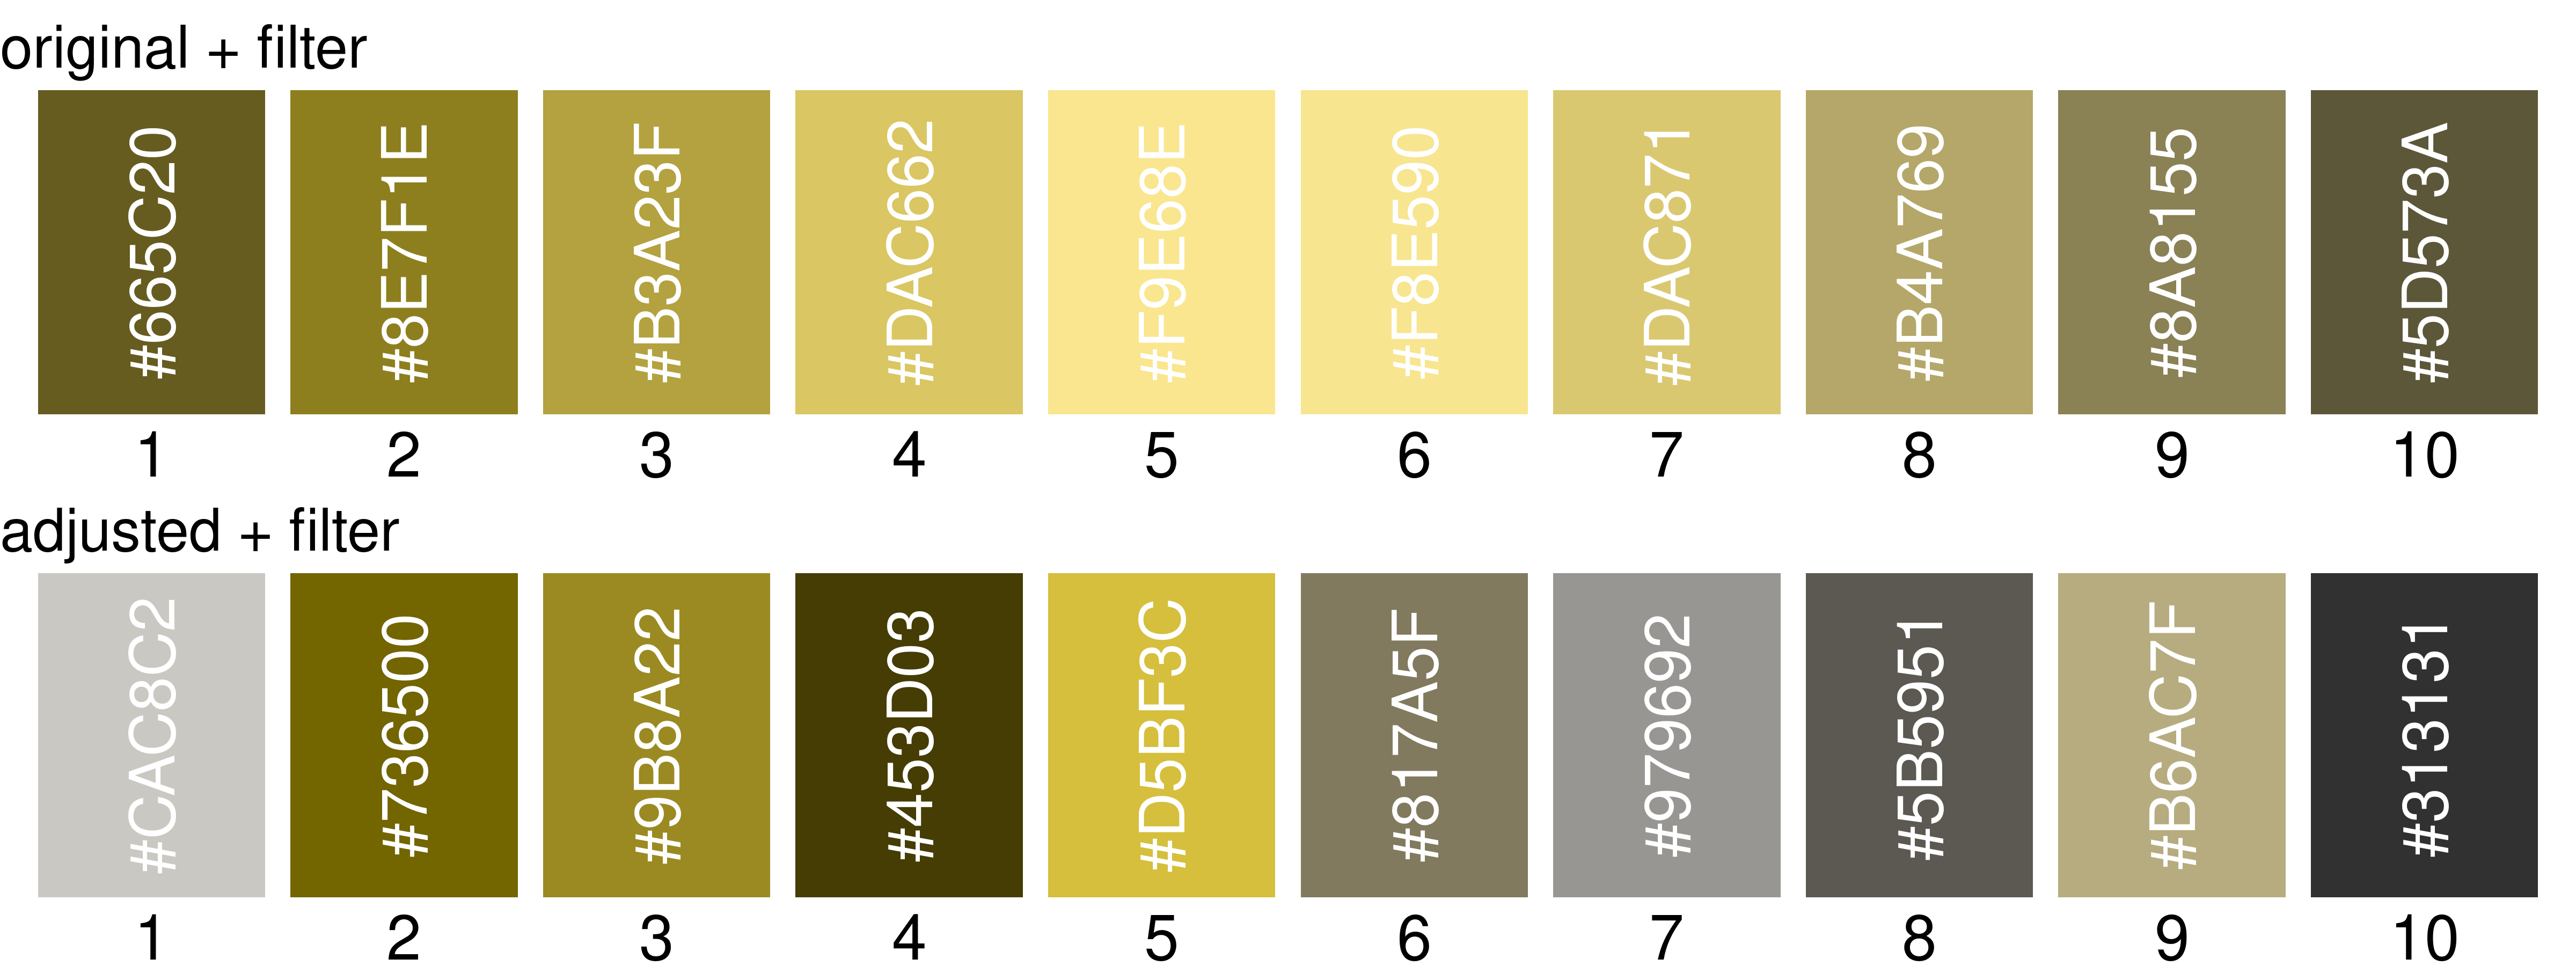 original + filter
#665C20 #8E7F1E #B3A23F #DAC662 #F9E68E #F8E590 #DAC871 #B4A769 #8A8155 #5D573A
1 2 3 4 5 6 7 8 9 10
adjusted + filter
#CAC8C2 #736500 #9B8A22 #453D03 #D5BF3C #817A5F #979692 #5B5951 #B6AC7F #313131
1 2 3 4 5 6 7 8 9 10